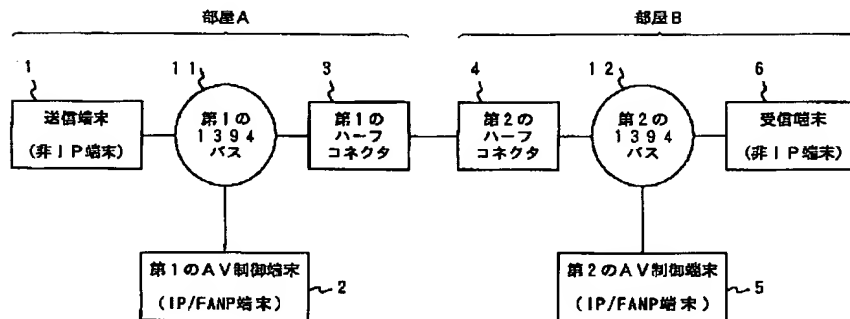 部屋A
部屋B
1
11
3
4
12
6
送信端末
(非IP端末)
第1の
1394
バス
第1の
ハーフ
コネクタ
第2の
ハーフ
コネクタ
第2の
1394
バス
受信端末
(非IP端末)
第1のAV制御端末
(IP/FANP端末)
2
第2のAV制御端末
(IP/FANP端末)
5